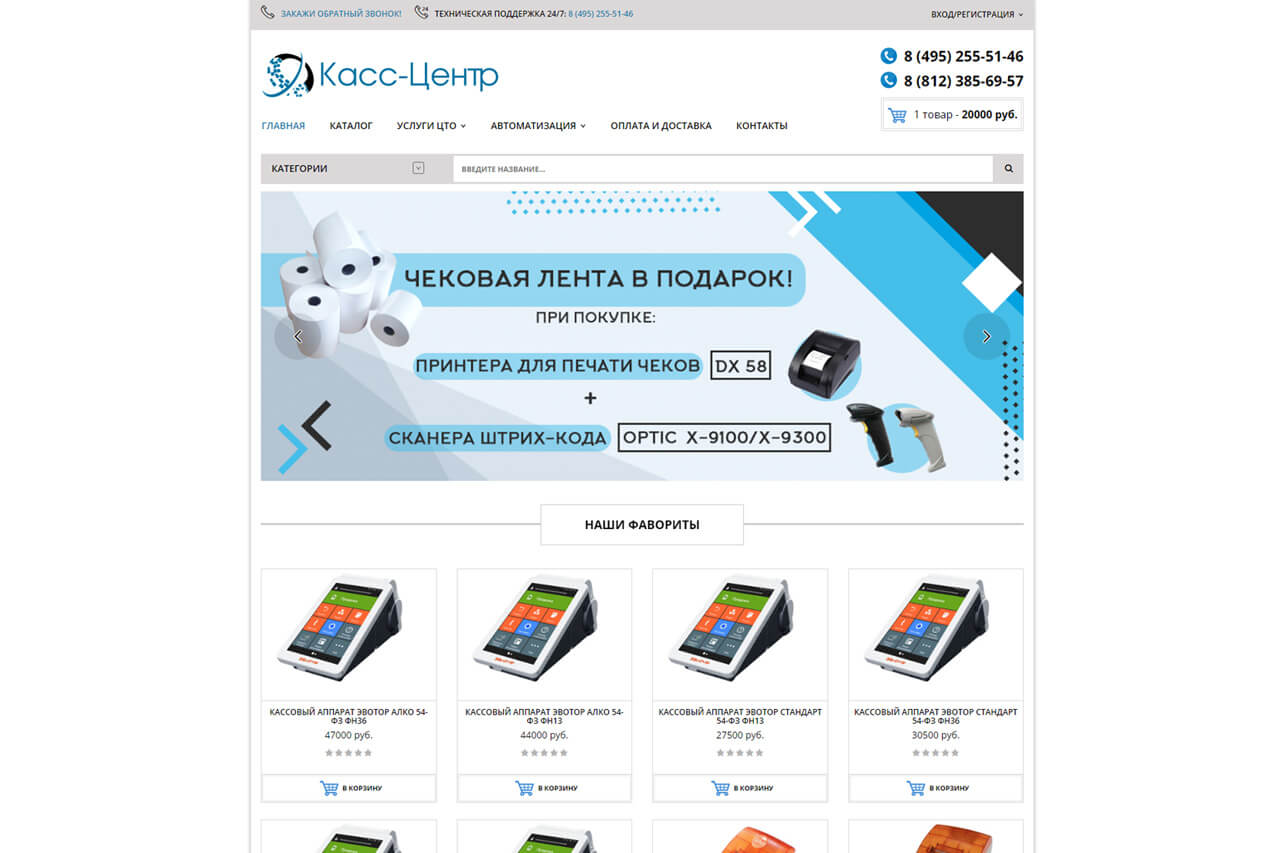 ЗАКАЖИ ОБРАТНЫЙ ЗВОНОК! ТЕХНИЧЕСКАЯ ПОДДЕРЖКА 24/7: 8 (495) 255-51-46 ВХОД/РЕГИСТРАЦИЯ
Касс-Центр
8 (495) 255-51-46
8 (812) 385-69-57
1 товар - 20000 руб.
ГЛАВНАЯ КАТАЛОГ УСЛУГИ ЦТО АВТОМАТИЗАЦИЯ ОПЛАТА И ДОСТАВКА КОНТАКТЫ
КАТЕГОРИИ ВВЕДИТЕ НАЗВАНИЕ...
ЧЕКОВАЯ ЛЕНТА В ПОДАРОК!
ПРИ ПОКУПКЕ:
ПРИНТЕРА ДЛЯ ПЕЧАТИ ЧЕКОВ DX 58
+
СКАНЕРА ШТРИХ-КОДА OPTIC X-9100/X-9300
НАШИ ФАВОРИТЫ
КАССОВЫЙ АППАРАТ ЭВОТОР АЛКО 54-
ФЗ ФН36
47000 руб.
В КОРЗИНУ
КАССОВЫЙ АППАРАТ ЭВОТОР АЛКО 54-
ФЗ ФН13
44000 руб.
В КОРЗИНУ
КАССОВЫЙ АППАРАТ ЭВОТОР СТАНДАРТ
54-ФЗ ФН13
27500 руб.
В КОРЗИНУ
КАССОВЫЙ АППАРАТ ЭВОТОР СТАНДАРТ
54-ФЗ ФН36
30500 руб.
В КОРЗИНУ